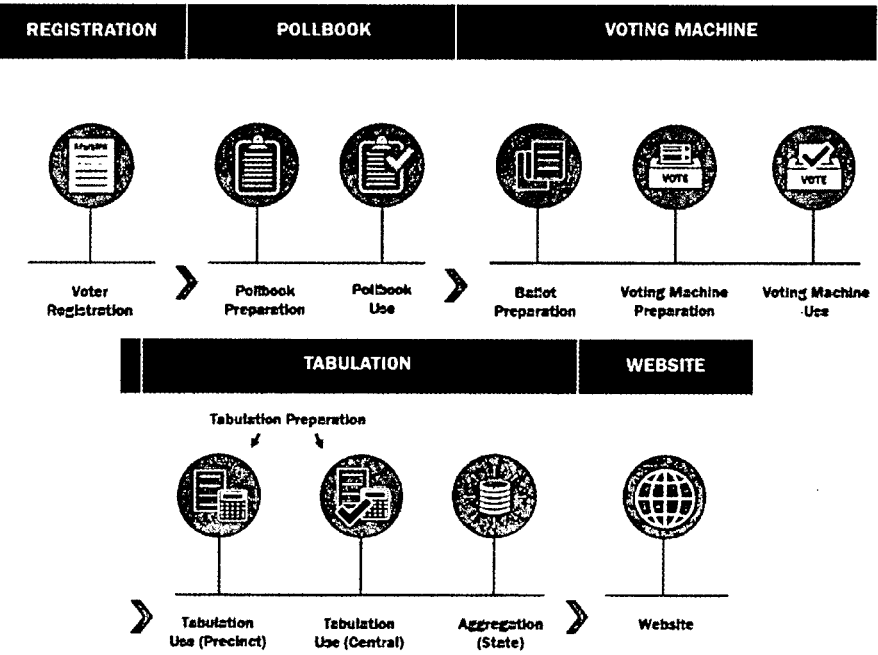 REGISTRATION
POLLBOOK
VOTING MACHINE
VOTE
VOTE
Voter
Registration
Pollbook
Preparation
Pollbook
Use
Ballot
Preparation
Voting Machine
Preparation
Voting Machine
Use
TABULATION
WEBSITE
Tabulation Preparation
Tabulation
Use (Precinct)
Tabulation
Use (Central)
Aggregation
(State)
Website